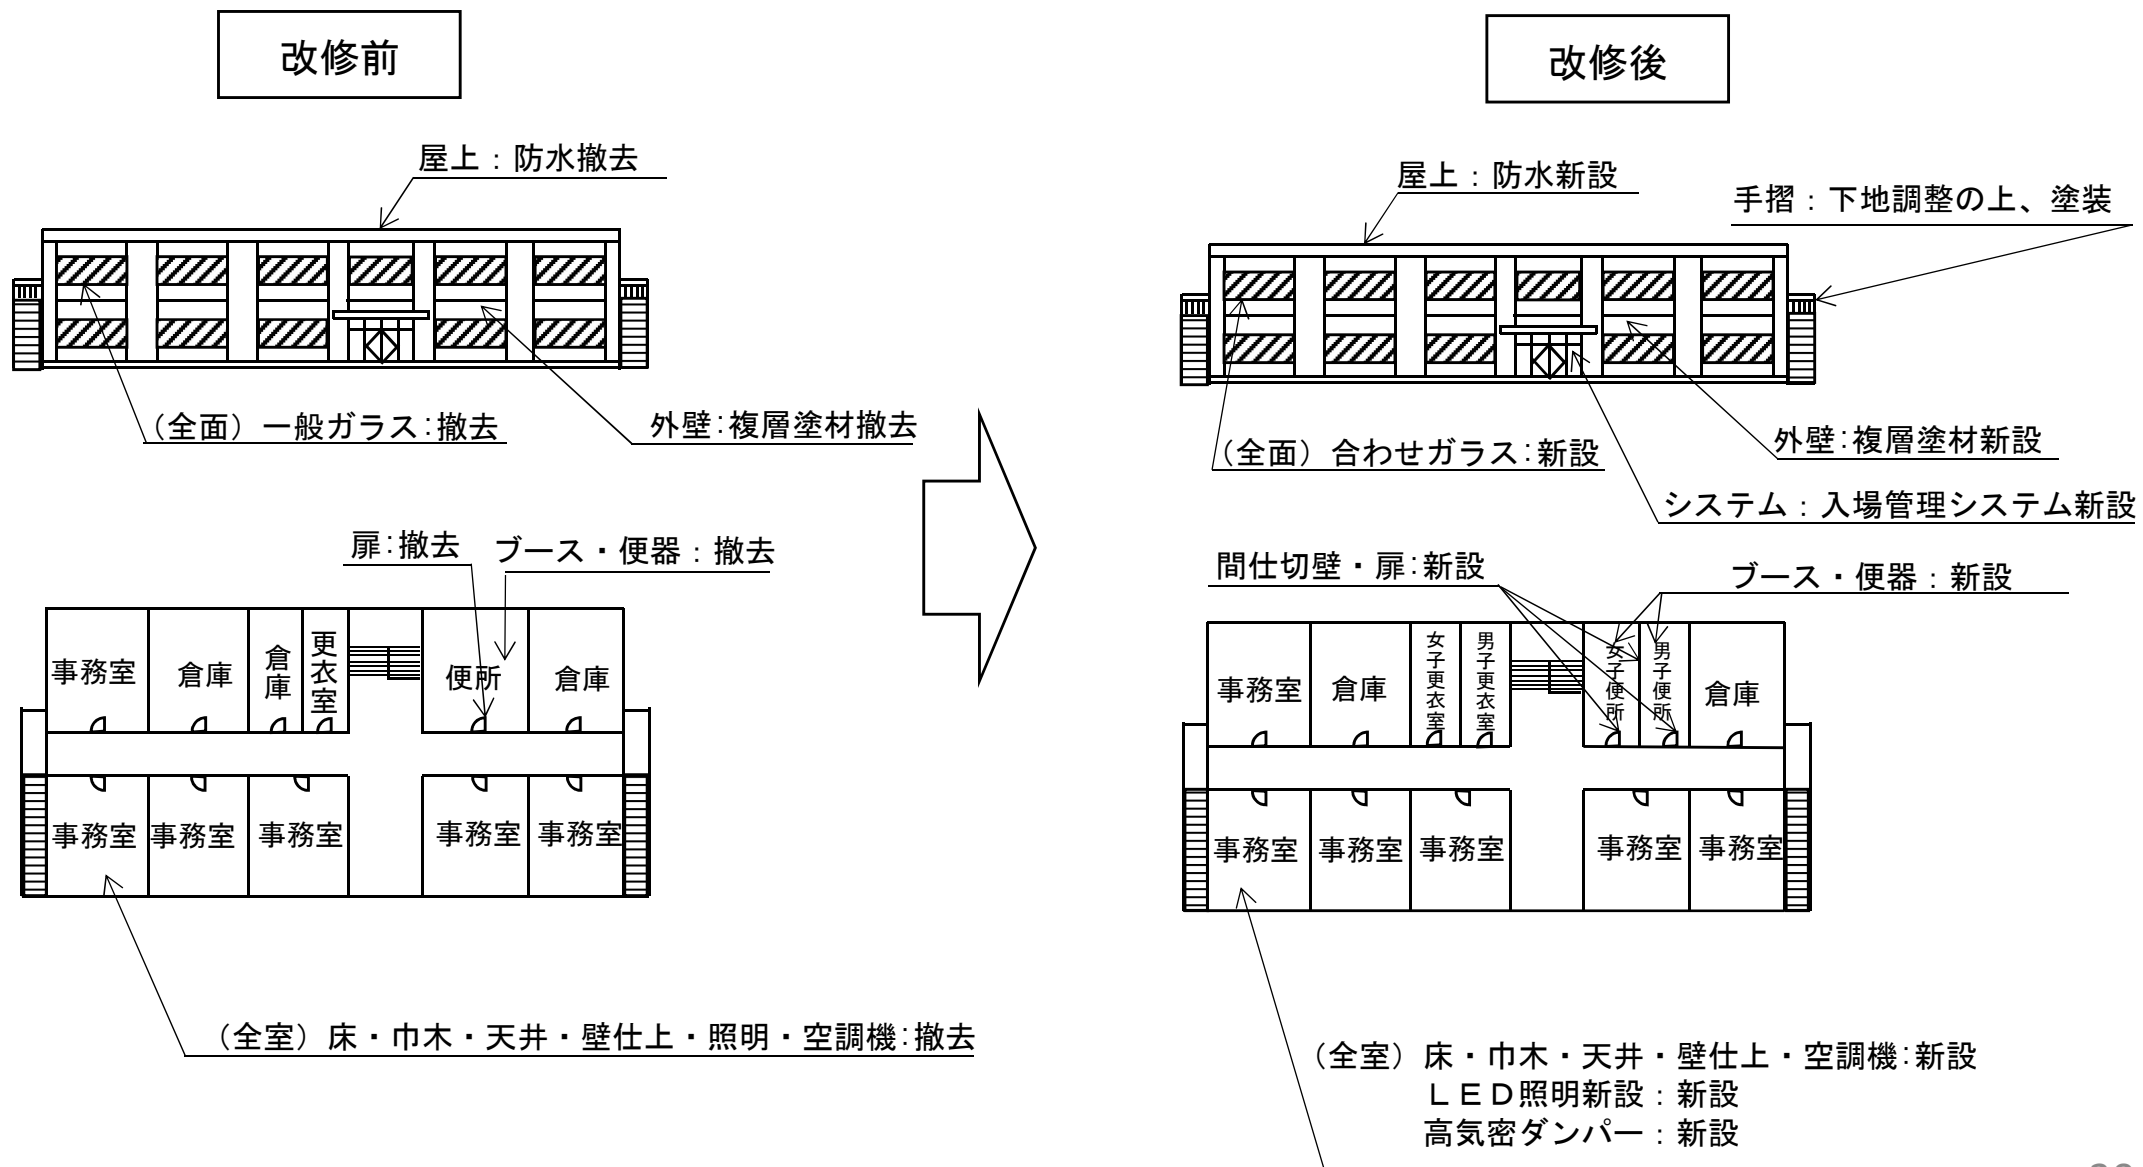 改修前
屋上：防水撤去
（全面）一般ガラス：撤去
外壁：複層塗材撤去
扉：撤去
ブース・便器：撤去
事務室
倉庫
倉庫
更衣室
便所
倉庫
事務室
事務室
事務室
事務室
事務室
（全室）床・巾木・天井・壁仕上・照明・空調機：撤去
改修後
屋上：防水新設
手摺：下地調整の上、塗装
（全面）合わせガラス：新設
外壁：複層塗材新設
システム：入場管理システム新設
間仕切壁・扉：新設
ブース・便器：新設
事務室
倉庫
女子更衣室
男子更衣室
女子便所
男子便所
倉庫
事務室
事務室
事務室
事務室
事務室
（全室）床・巾木・天井・壁仕上・空調機：新設
ＬＥＤ照明新設：新設
高気密ダンパー：新設